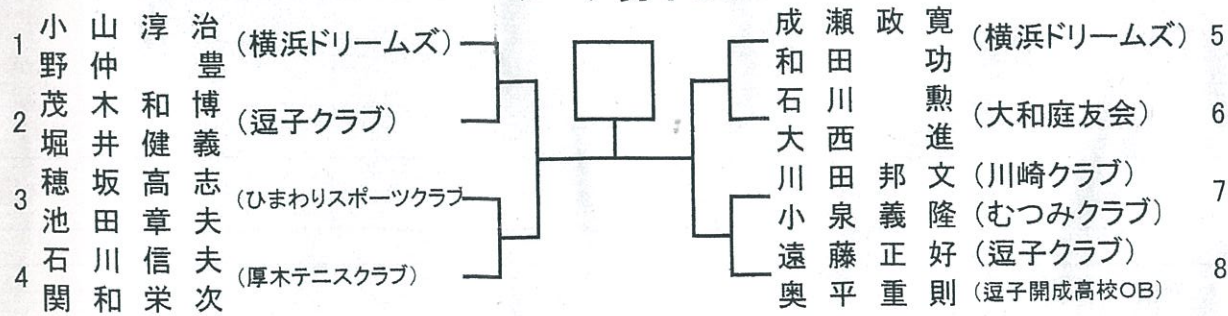 1 小山淳治 (横浜ドリームズ)
野仲豊
2 茂木和博 (逗子クラブ)
堀井健義
3 穂坂高志 (ひまわりスポーツクラブ
池田章夫
4 石川信夫 (厚木テニスクラブ)
関和栄次
成瀬政寛 (横浜ドリームズ) 5
和田功
石川勲 (大和庭友会) 6
大西進
川田邦文 (川崎クラブ) 7
小泉義隆 (むつみクラブ)
遠藤正好 (逗子クラブ) 8
奥平重則 (逗子開成高校OB)